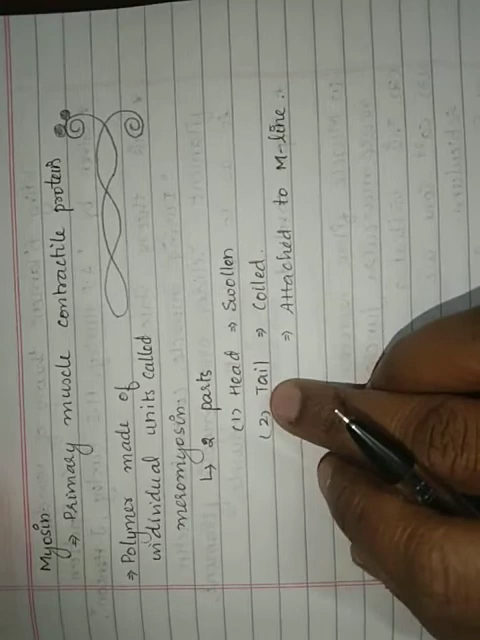 Myosin
⇒ Primary muscle contractile protein
⇒ Polymer made of
individual units called
meromyosin
↳ 2 parts
(1) Head ⇒ Swollen
(2) Tail ⇒ Coiled.
⇒ Attached to M-line.